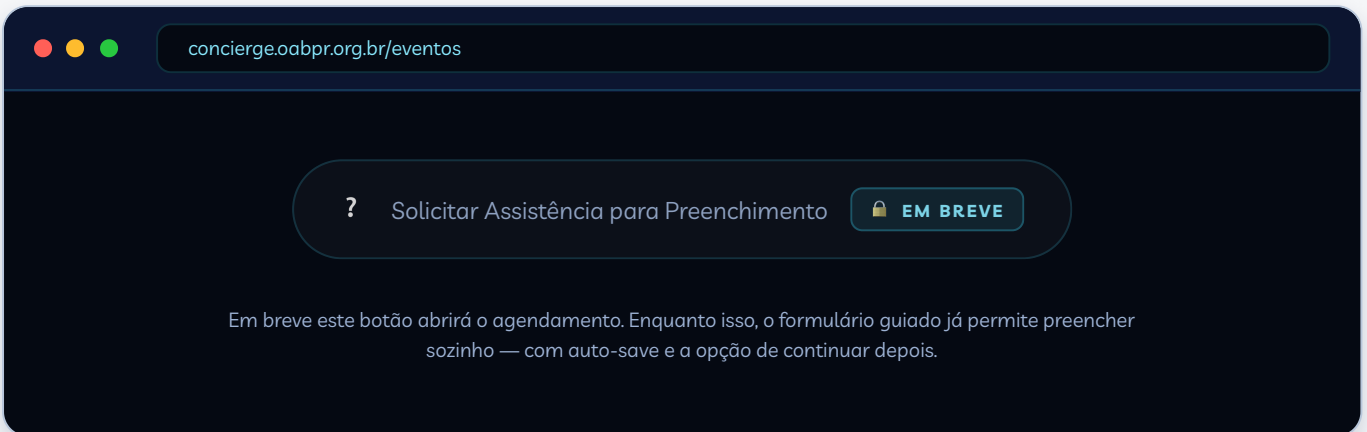 concierge.oabpr.org.br/eventos
? Solicitar Assistência para Preenchimento 🔒 EM BREVE
Em breve este botão abrirá o agendamento. Enquanto isso, o formulário guiado já permite preencher
sozinho — com auto-save e a opção de continuar depois.